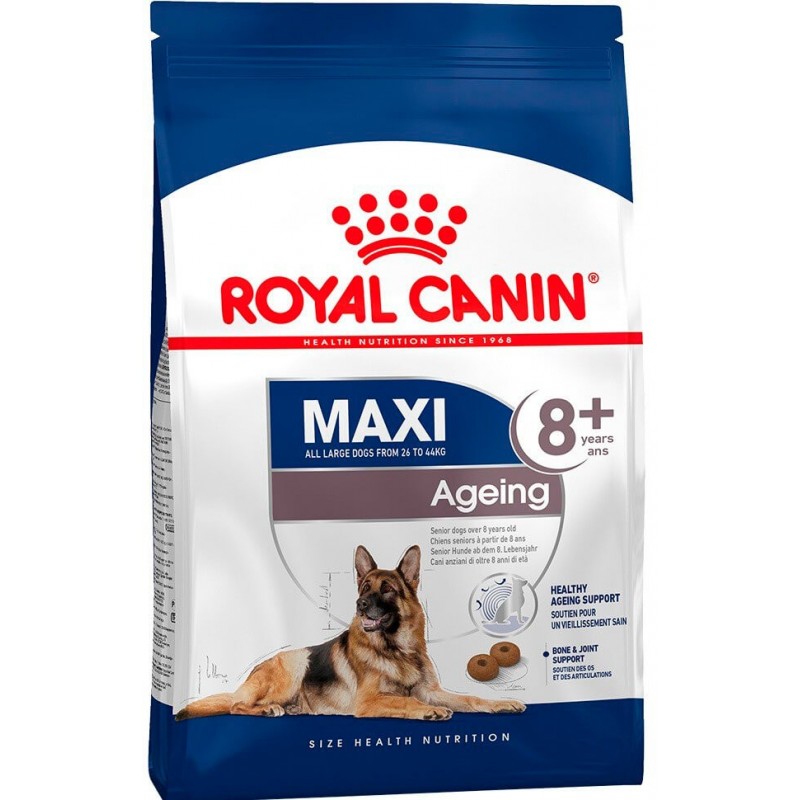 ROYAL CANIN®
HEALTH NUTRITION SINCE 1968
MAXI
ALL LARGE DOGS FROM 26 TO 44KG
8+
years
ans
Ageing
Senior dogs over 8 years old
Chiens seniors à partir de 8 ans
Senior Hunde ab dem 8. Lebensjahr
Cani anziani di oltre 8 anni di età
HEALTHY
AGEING SUPPORT
SOUTIEN POUR
UN VIEILLISSEMENT SAIN
BONE & JOINT
SUPPORT
SOUTIEN DES OS
ET DES ARTICULATIONS
SIZE HEALTH NUTRITION